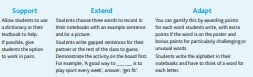 Support
Allow students to use
a dictionary or their
textbook to help.
If possible, give
students the option
to work in pairs.
Extend
Students choose three words to record in
their notebooks with an example sentence
and/or a picture.
Students write gapped sentences for their
partner or the rest of the class to guess.
Demonstrate the activity on the board first.
For example, 'A good way to ___ ___ is to
play sport every week', answer: 'get fit'.
Adapt
You can gamify this by awarding points
for each word students write, with extra
points if the word is on the poster and
bonus points for particularly challenging or
unusual words.
Students write the alphabet in their
notebook and have to think of a word for
each letter.